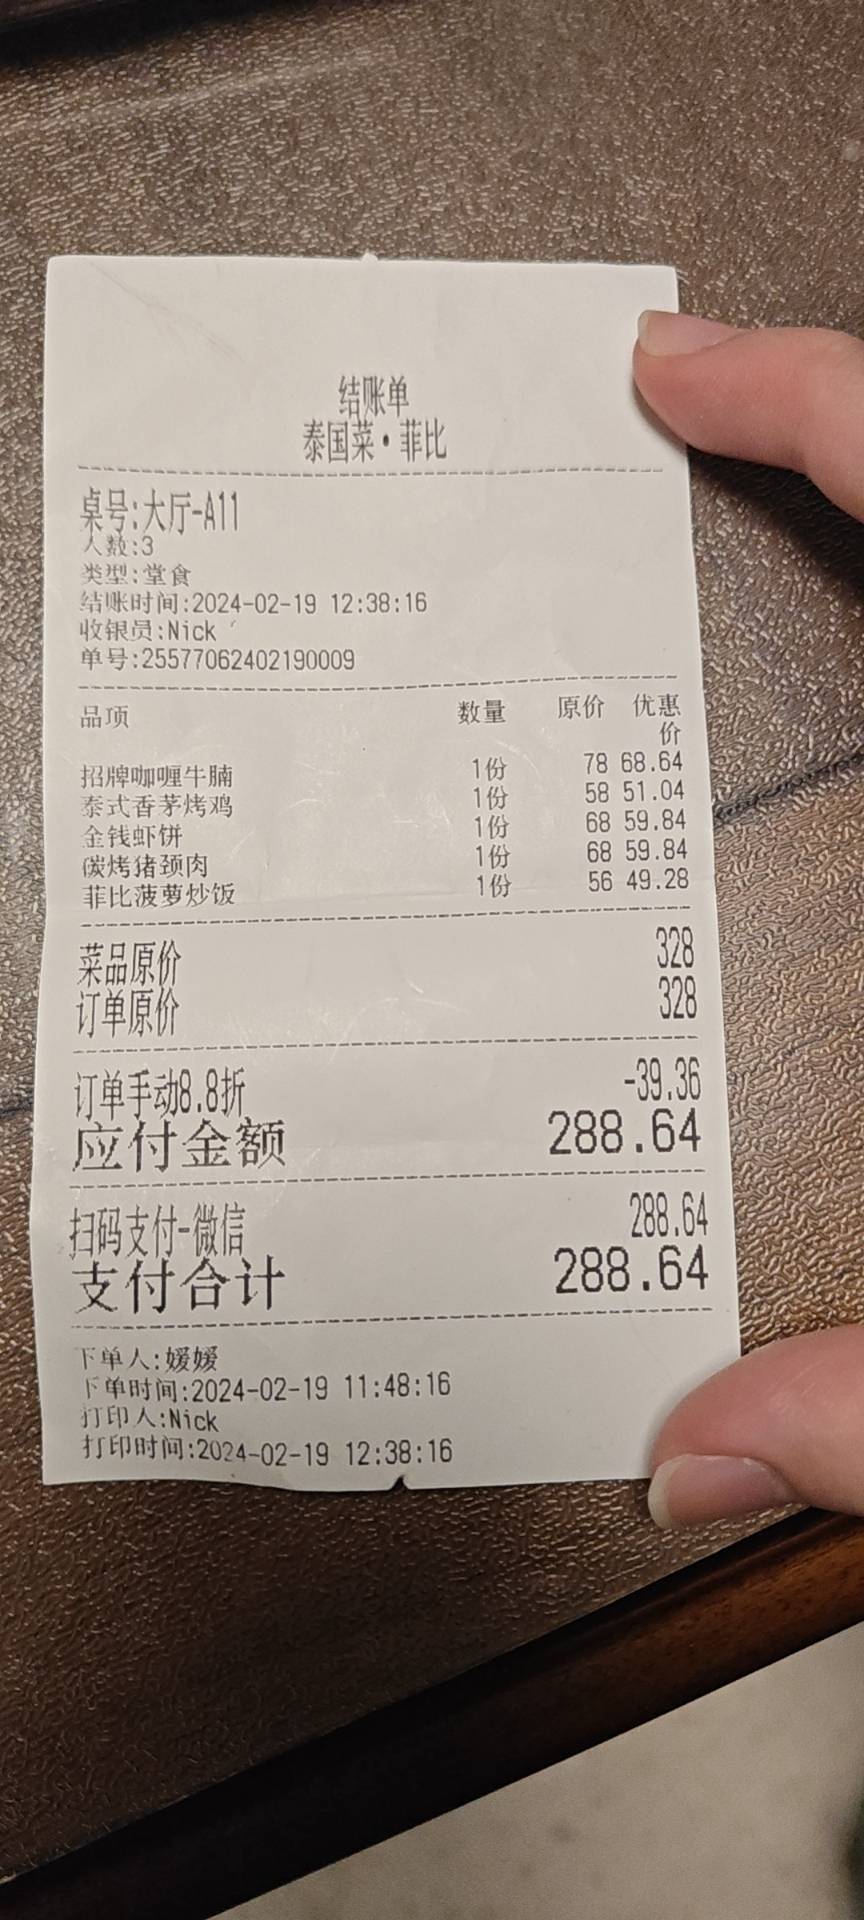 结账单
泰国菜·菲比
桌号:大厅-A11
人数:3
类型:堂食
结账时间:2024-02-19 12:38:16
收银员:Nick
单号:25577062402190009
品项 数量 原价 优惠价
招牌咖喱牛腩 1份 78 68.64
泰式香茅烤鸡 1份 58 51.04
金钱虾饼 1份 68 59.84
碳烤猪颈肉 1份 68 59.84
菲比菠萝炒饭 1份 56 49.28
菜品原价 328
订单原价 328
订单手动8.8折 -39.36
应付金额 288.64
扫码支付-微信 288.64
支付合计 288.64
下单人:媛媛
下单时间:2024-02-19 11:48:16
打印人:Nick
打印时间:2024-02-19 12:38:16